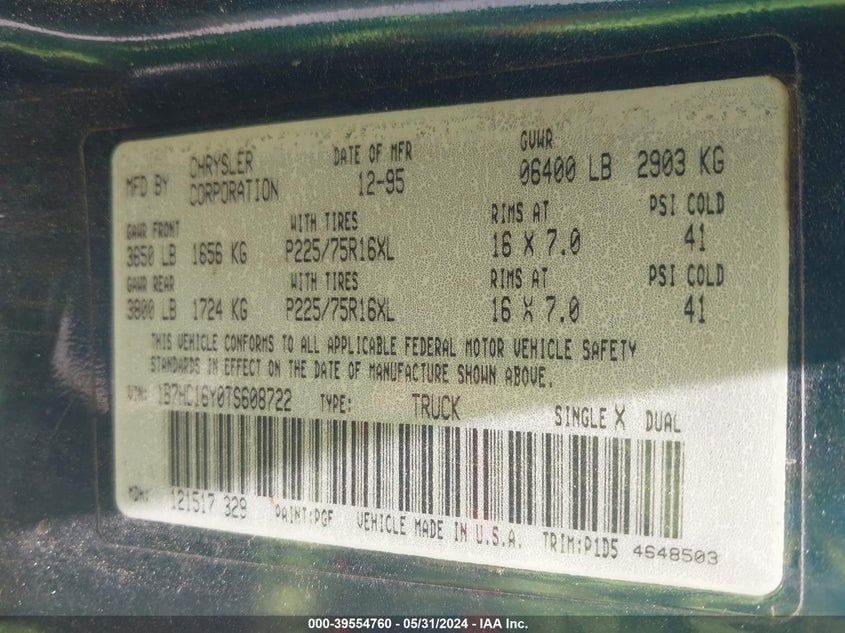 MFD BY CHRYSLER CORPORATION DATE OF MFR 12-95 GVWR 06400 LB 2903 KG
GAWR FRONT WITH TIRES RIMS AT PSI COLD
3650 LB 1656 KG P225/75R16XL 16 X 7.0 41
GAWR REAR WITH TIRES RIMS AT PSI COLD
3800 LB 1724 KG P225/75R16XL 16 X 7.0 41
THIS VEHICLE CONFORMS TO ALL APPLICABLE FEDERAL MOTOR VEHICLE SAFETY
STANDARDS IN EFFECT ON THE DATE OF MANUFACTURE SHOWN ABOVE.
VIN: 1B7HC16Y0TS608722 TYPE: TRUCK SINGLE X DUAL
MDH: 121517 329 PAINT:PGF VEHICLE MADE IN U.S.A. TRIM:P1D5 4648503
000-39554760 - 05/31/2024 - IAA Inc.